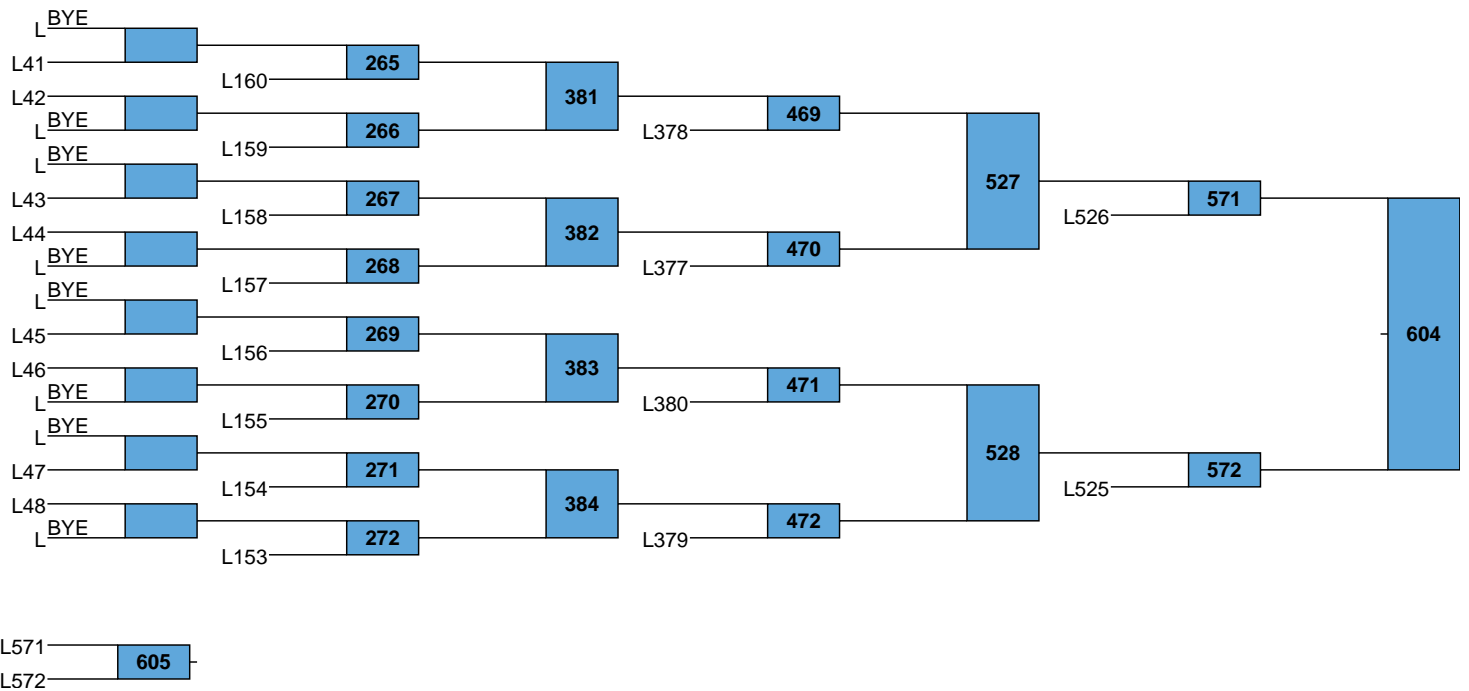 BYE
L
L41
L160
265
L42
BYE
L
L159
266
381
L378
469
BYE
L
L43
L158
267
L44
BYE
L
L157
268
382
L377
470
527
L526
571
BYE
L
L45
L156
269
L46
BYE
L
L155
270
383
L380
471
BYE
L
L47
L154
271
L48
BYE
L
L153
272
384
L379
472
528
L525
572
604
L571
L572
605